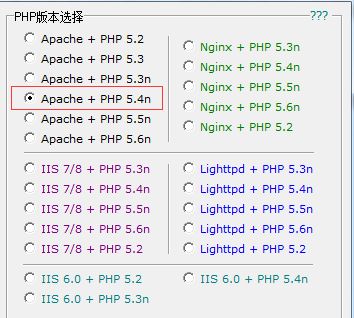 PHP版本选择 ???
Apache + PHP 5.2
Apache + PHP 5.3
Apache + PHP 5.3n
Apache + PHP 5.4n
Apache + PHP 5.5n
Apache + PHP 5.6n
Nginx + PHP 5.3n
Nginx + PHP 5.4n
Nginx + PHP 5.5n
Nginx + PHP 5.6n
Nginx + PHP 5.2
IIS 7/8 + PHP 5.3n
IIS 7/8 + PHP 5.4n
IIS 7/8 + PHP 5.5n
IIS 7/8 + PHP 5.6n
IIS 7/8 + PHP 5.2
Lighttpd + PHP 5.3n
Lighttpd + PHP 5.4n
Lighttpd + PHP 5.5n
Lighttpd + PHP 5.6n
Lighttpd + PHP 5.2
IIS 6.0 + PHP 5.2
IIS 6.0 + PHP 5.3n
IIS 6.0 + PHP 5.4n